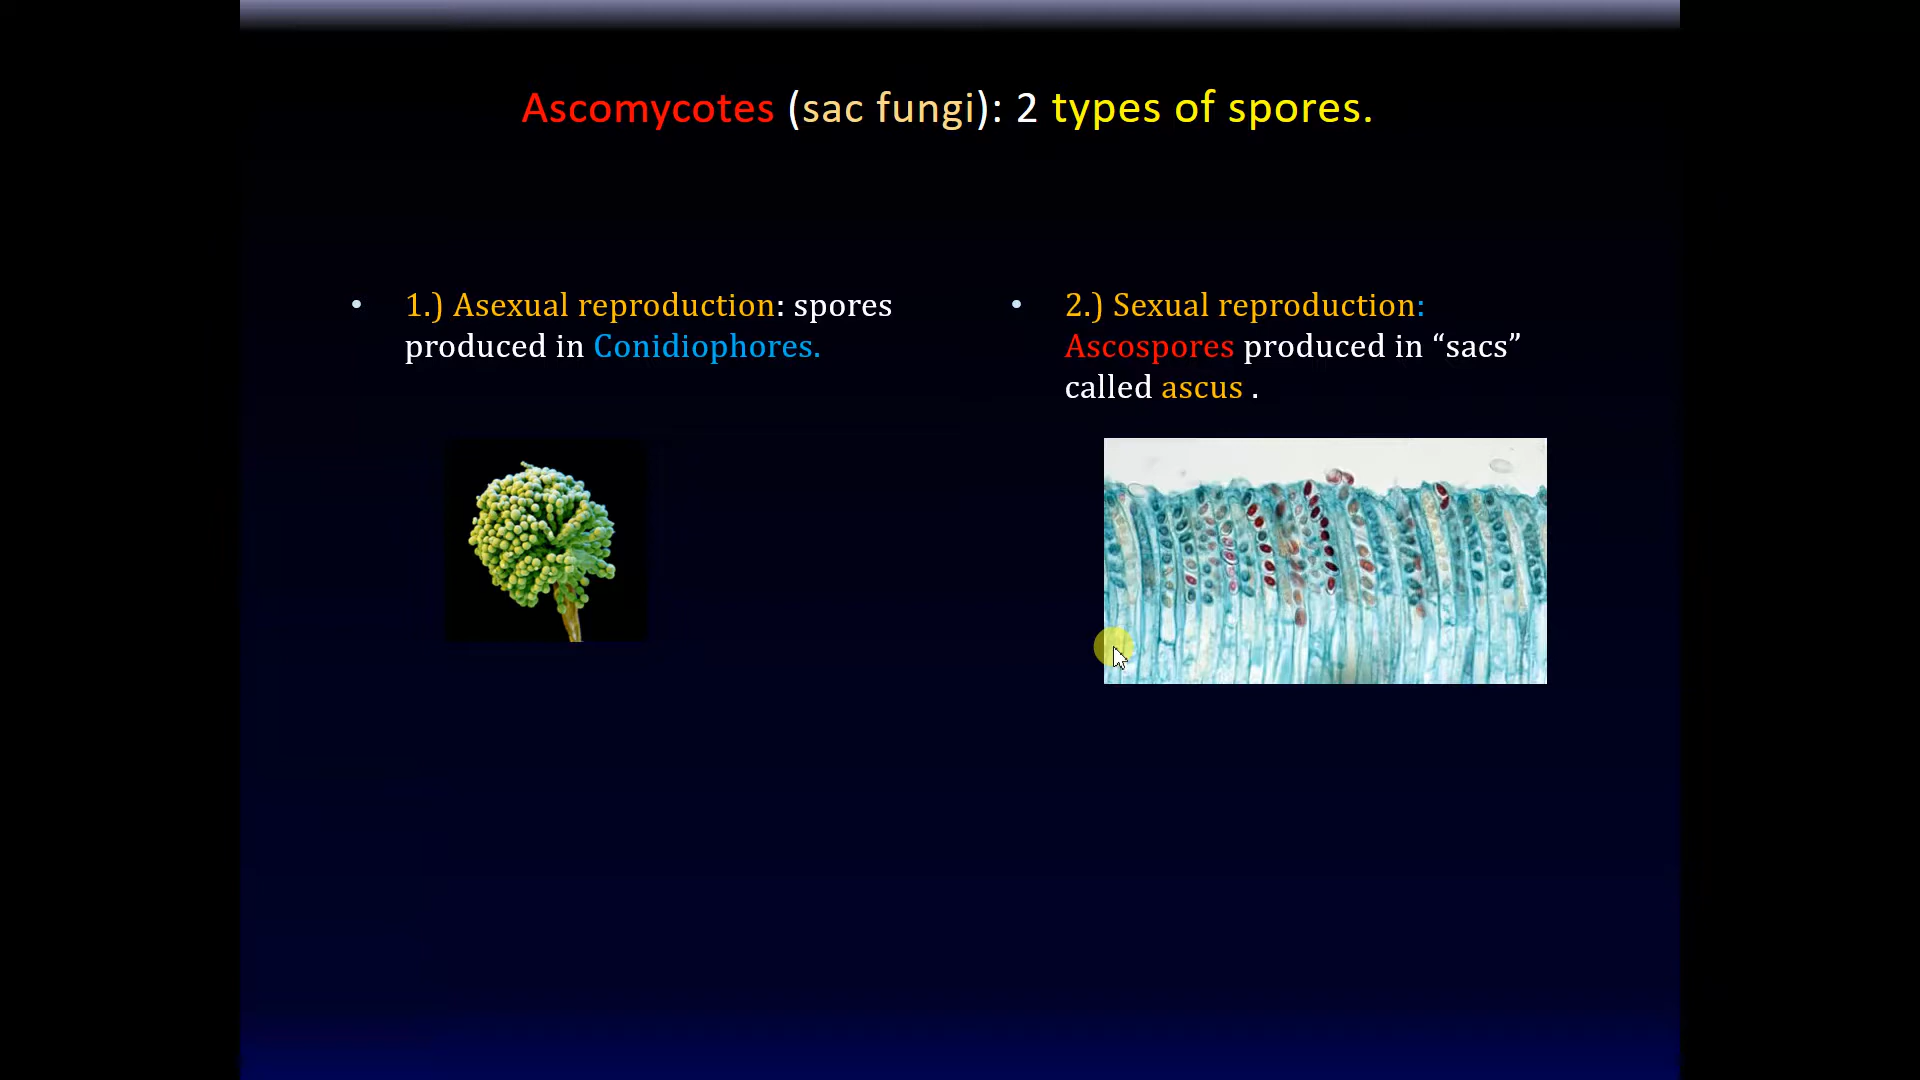 Ascomycotes (sac fungi): 2 types of spores.
• 1.) Asexual reproduction: spores
produced in Conidiophores.
• 2.) Sexual reproduction:
Ascospores produced in “sacs”
called ascus .